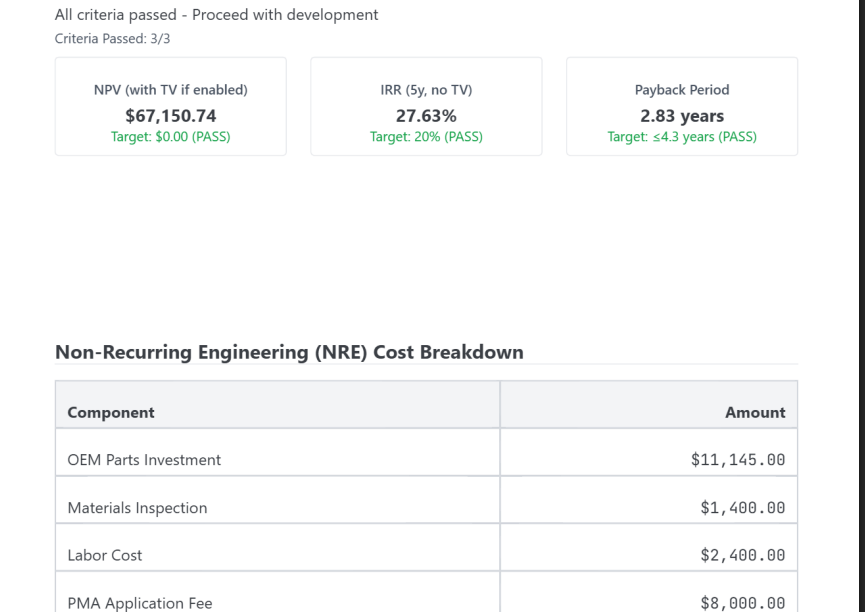 All criteria passed - Proceed with development
Criteria Passed: 3/3
NPV (with TV if enabled)
$67,150.74
Target: $0.00 (PASS)
IRR (5y, no TV)
27.63%
Target: 20% (PASS)
Payback Period
2.83 years
Target: ≤4.3 years (PASS)
Non-Recurring Engineering (NRE) Cost Breakdown
Component Amount
OEM Parts Investment $11,145.00
Materials Inspection $1,400.00
Labor Cost $2,400.00
PMA Application Fee $8,000.00